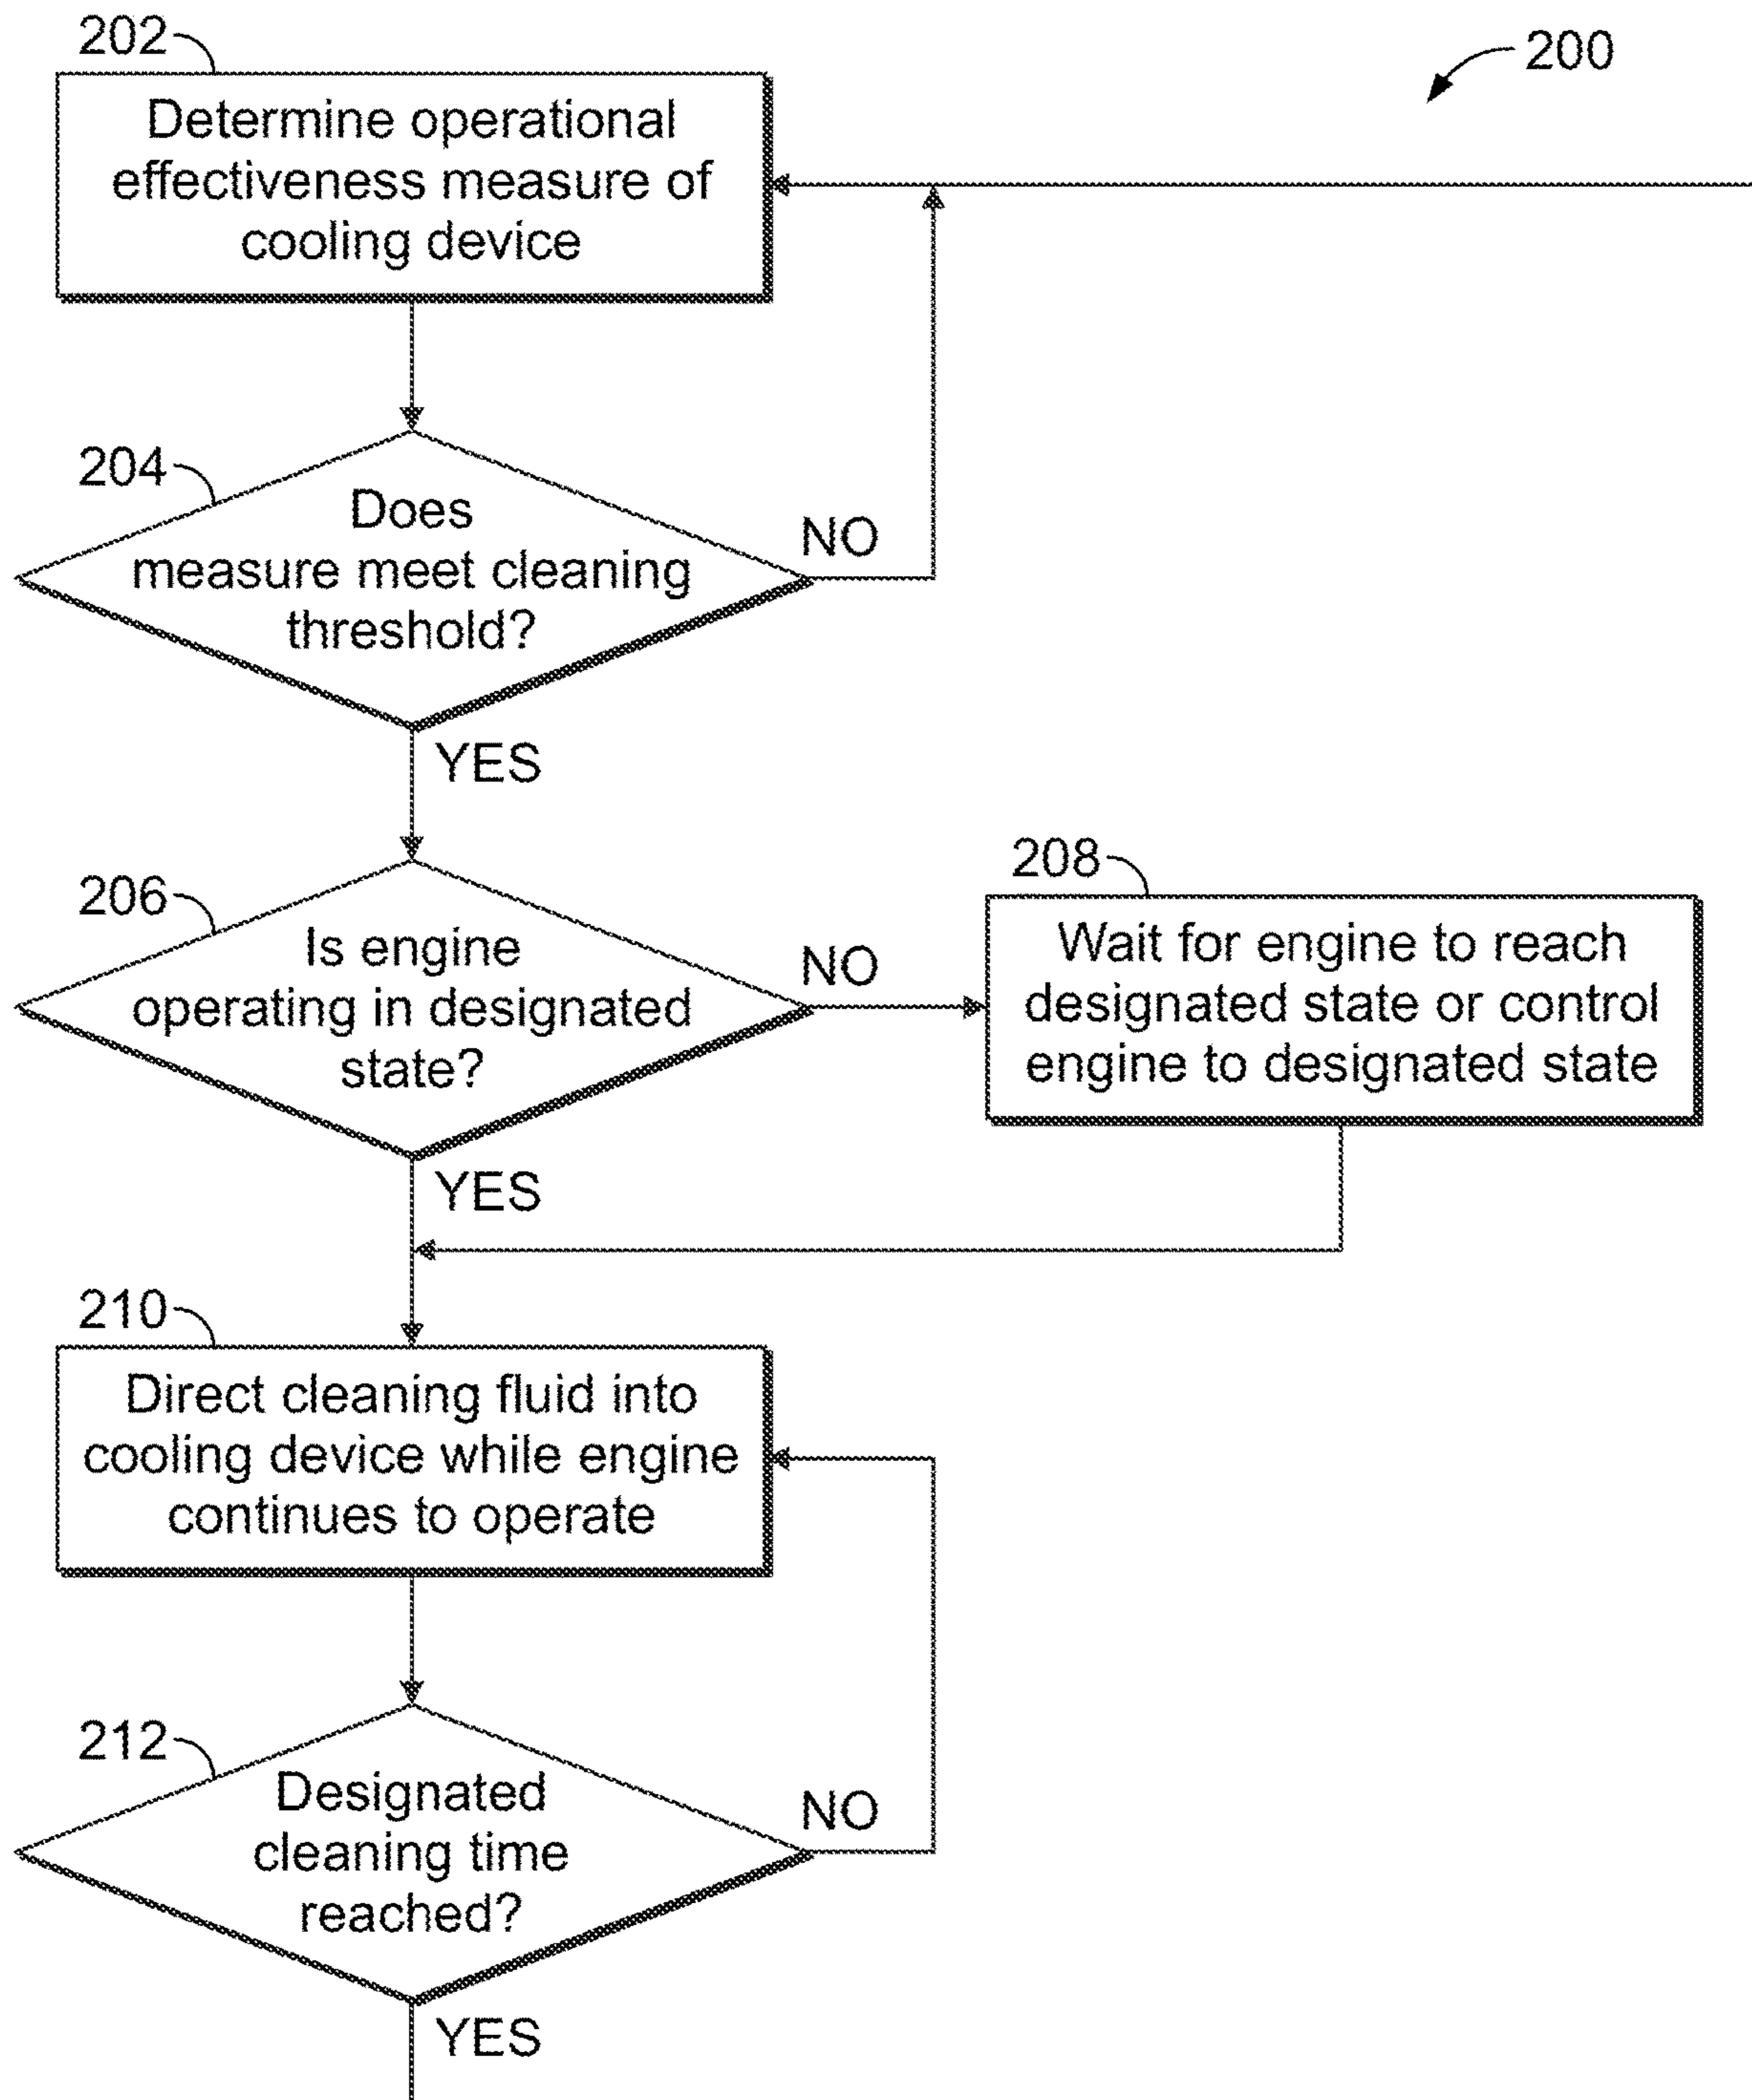 202
200
Determine operational
effectiveness measure of
cooling device
204
Does
measure meet cleaning
threshold?
NO
YES
206
Is engine
operating in designated
state?
NO
208
Wait for engine to reach
designated state or control
engine to designated state
YES
210
Direct cleaning fluid into
cooling device while engine
continues to operate
212
Designated
cleaning time
reached?
NO
YES